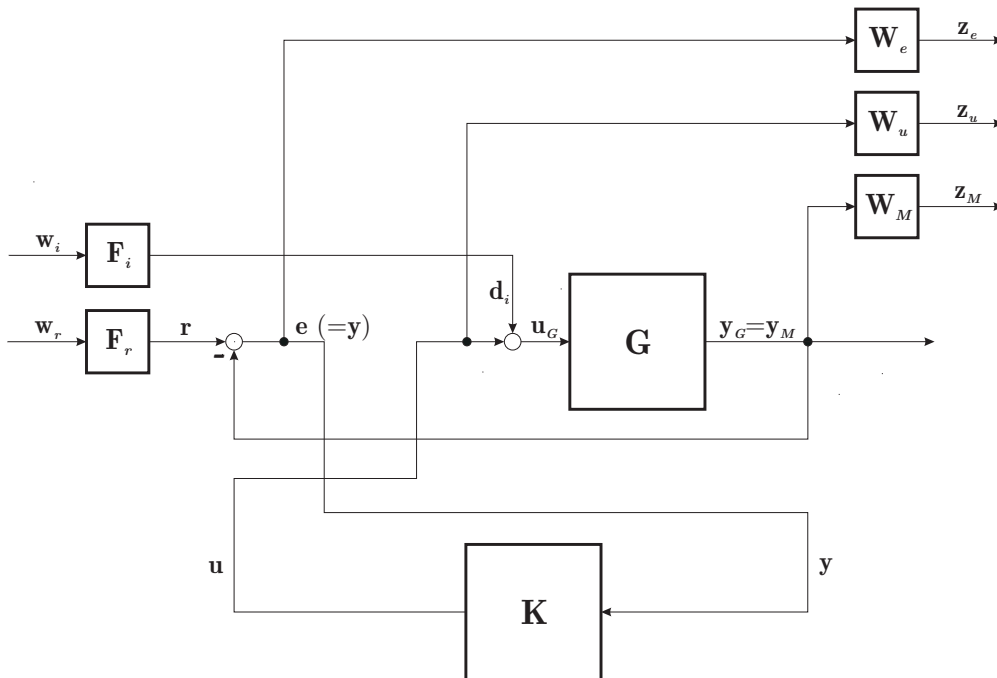 W_e
z_e
W_u
z_u
W_M
z_M
w_i
F_i
d_i
w_r
F_r
r
-
e (=y)
u_G
G
y_G=y_M
u
K
y